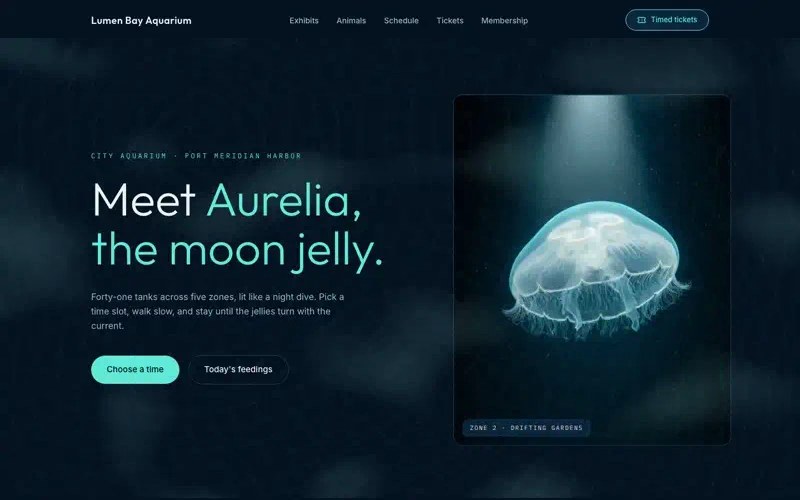 Lumen Bay Aquarium
Exhibits
Animals
Schedule
Tickets
Membership
Timed tickets
CITY AQUARIUM · PORT MERIDIAN HARBOR
Meet Aurelia,
the moon jelly.
Forty-one tanks across five zones, lit like a night dive. Pick a
time slot, walk slow, and stay until the jellies turn with the
current.
Choose a time
Today's feedings
ZONE 2 · DRIFTING GARDENS